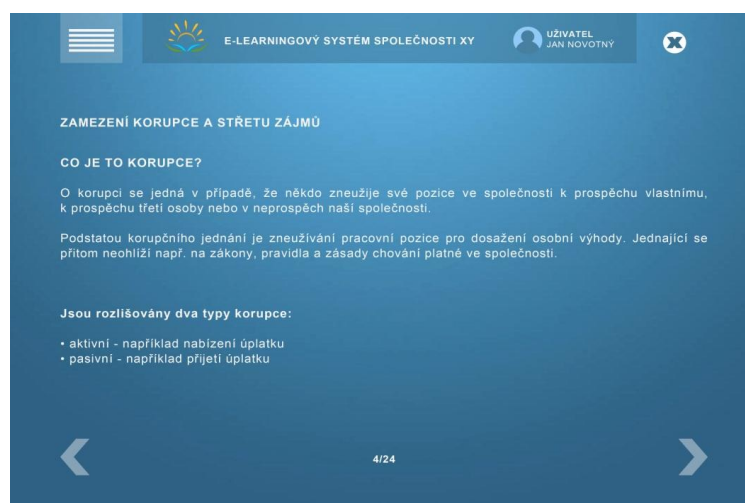 E-LEARNINGOVÝ SYSTÉM SPOLEČNOSTI XY
UŽIVATEL
JAN NOVOTNÝ
ZAMEZENÍ KORUPCE A STŘETU ZÁJMŮ
CO JE TO KORUPCE?
O korupci se jedná v případě, že někdo zneužije své pozice ve společnosti k prospěchu vlastnímu,
k prospěchu třetí osoby nebo v neprospěch naší společnosti.
Podstatou korupčního jednání je zneužívání pracovní pozice pro dosažení osobní výhody. Jednající se
přitom neohlíží např. na zákony, pravidla a zásady chování platné ve společnosti.
Jsou rozlišovány dva typy korupce:
• aktivní - například nabízení úplatku
• pasivní - například přijetí úplatku
4/24